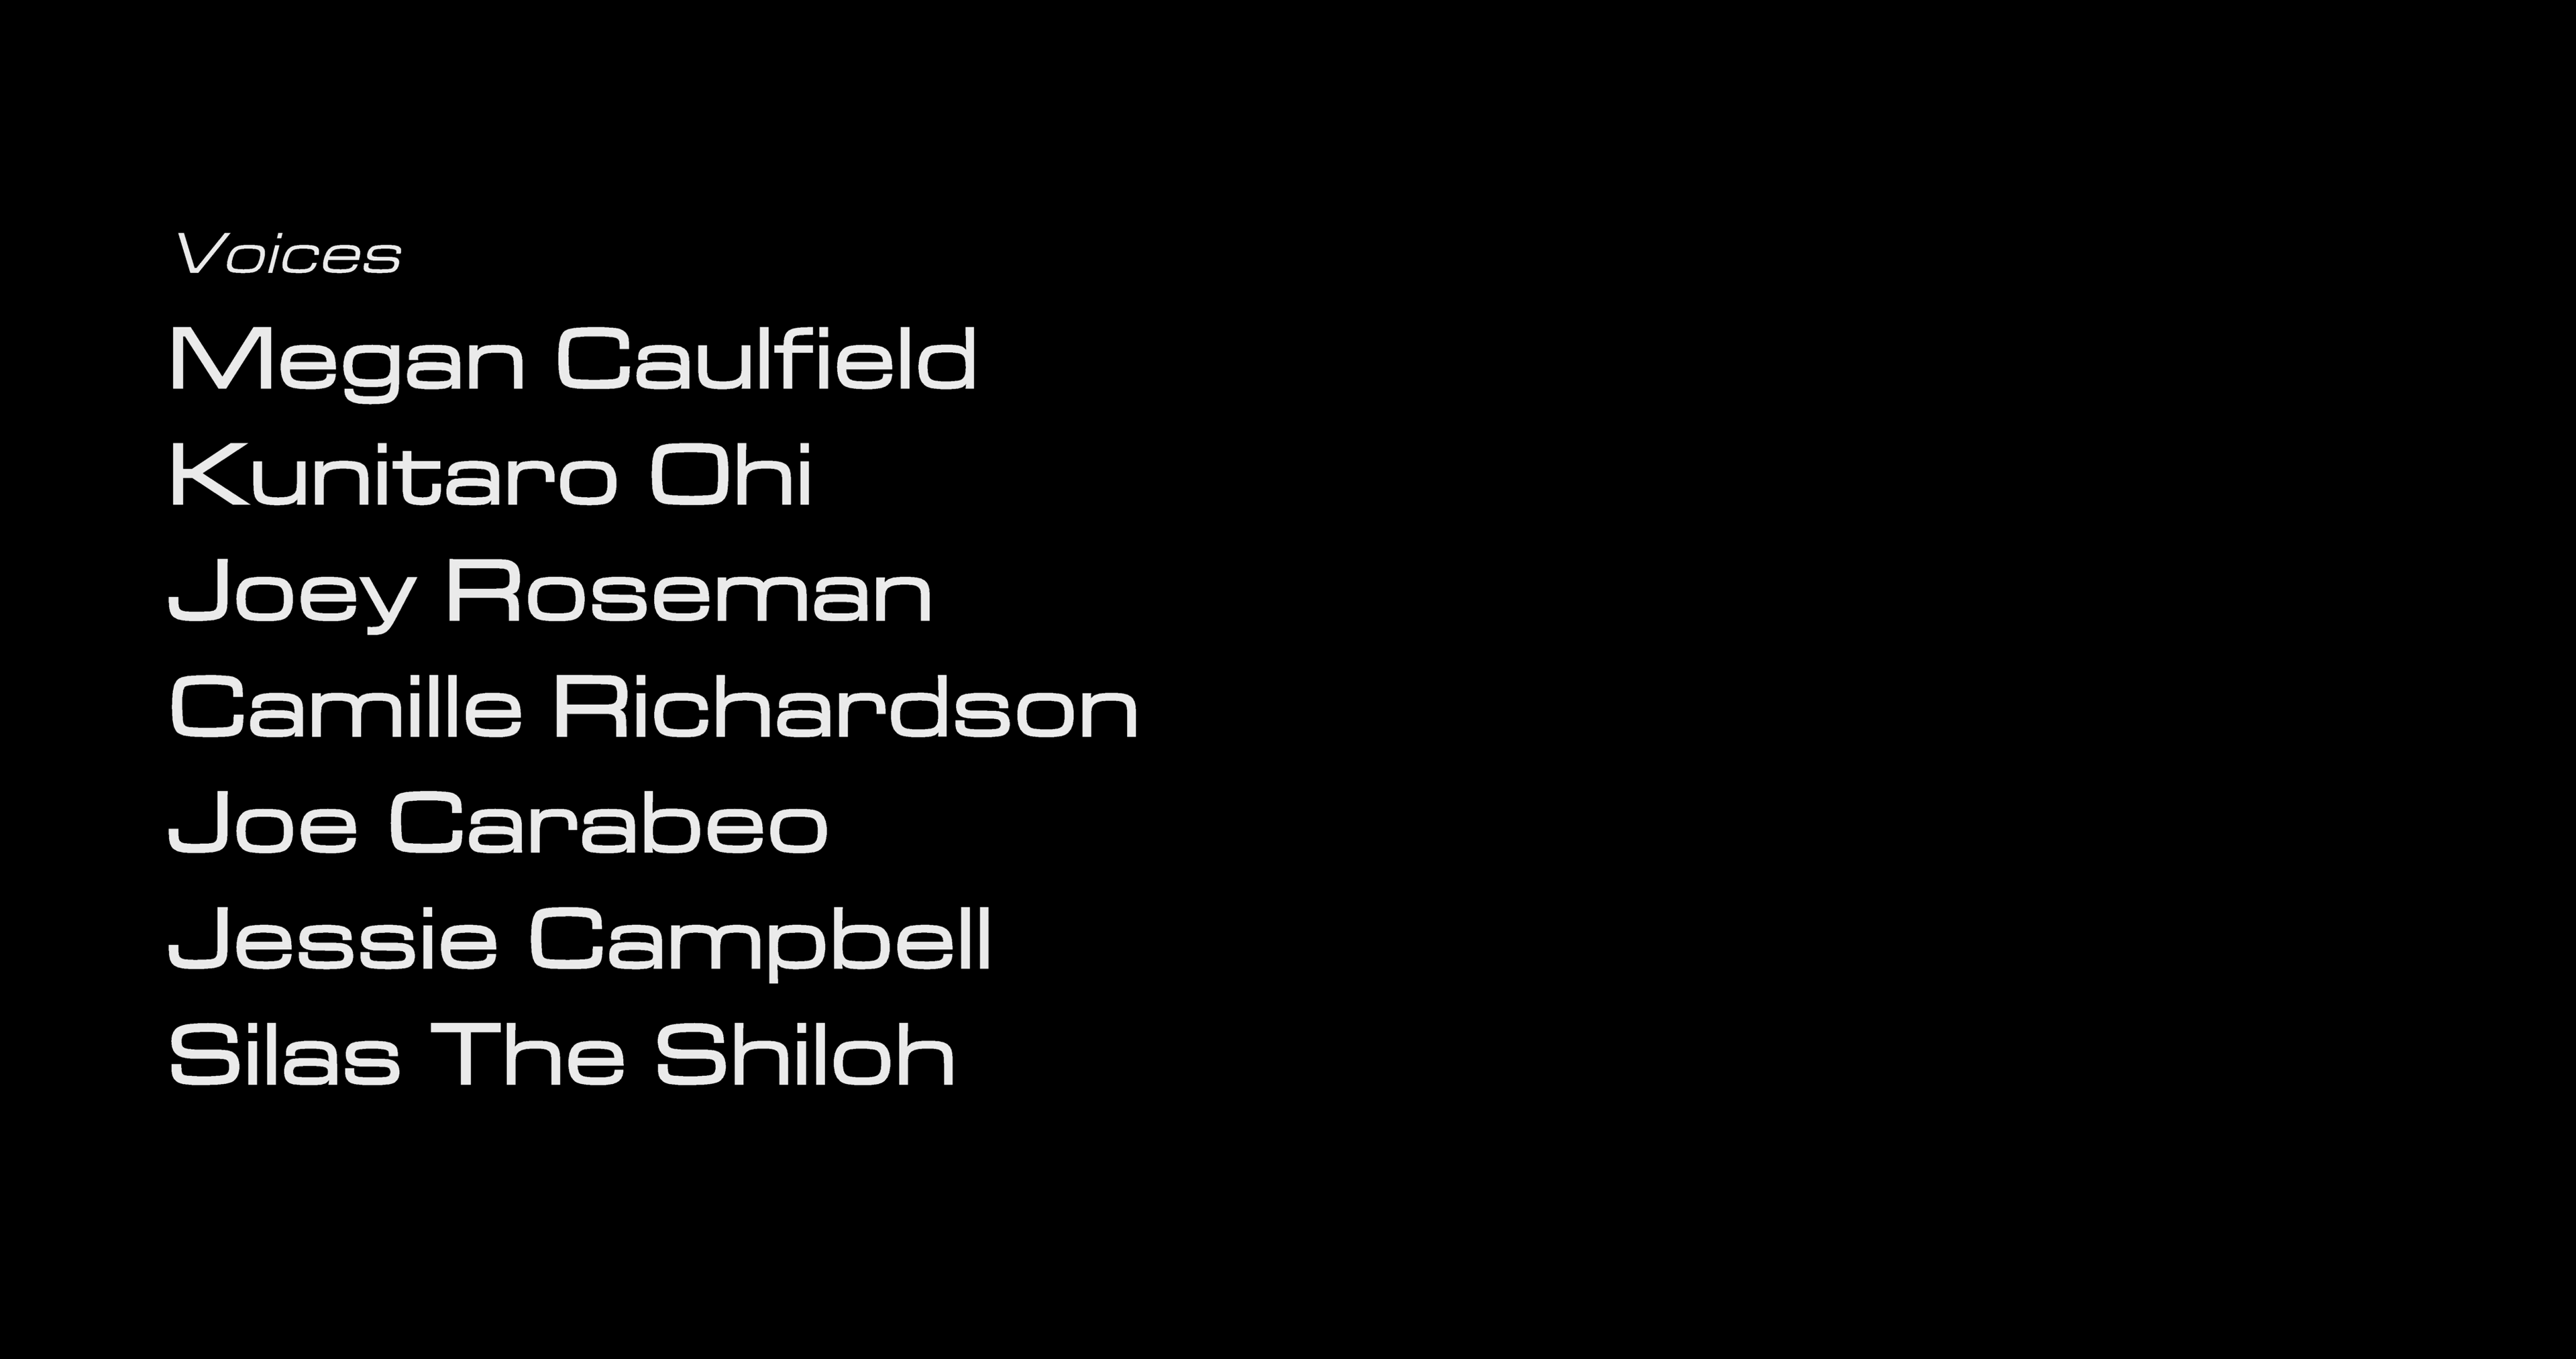 Voices
Megan Caulfield
Kunitaro Ohi
Joey Roseman
Camille Richardson
Joe Carabeo
Jessie Campbell
Silas The Shiloh